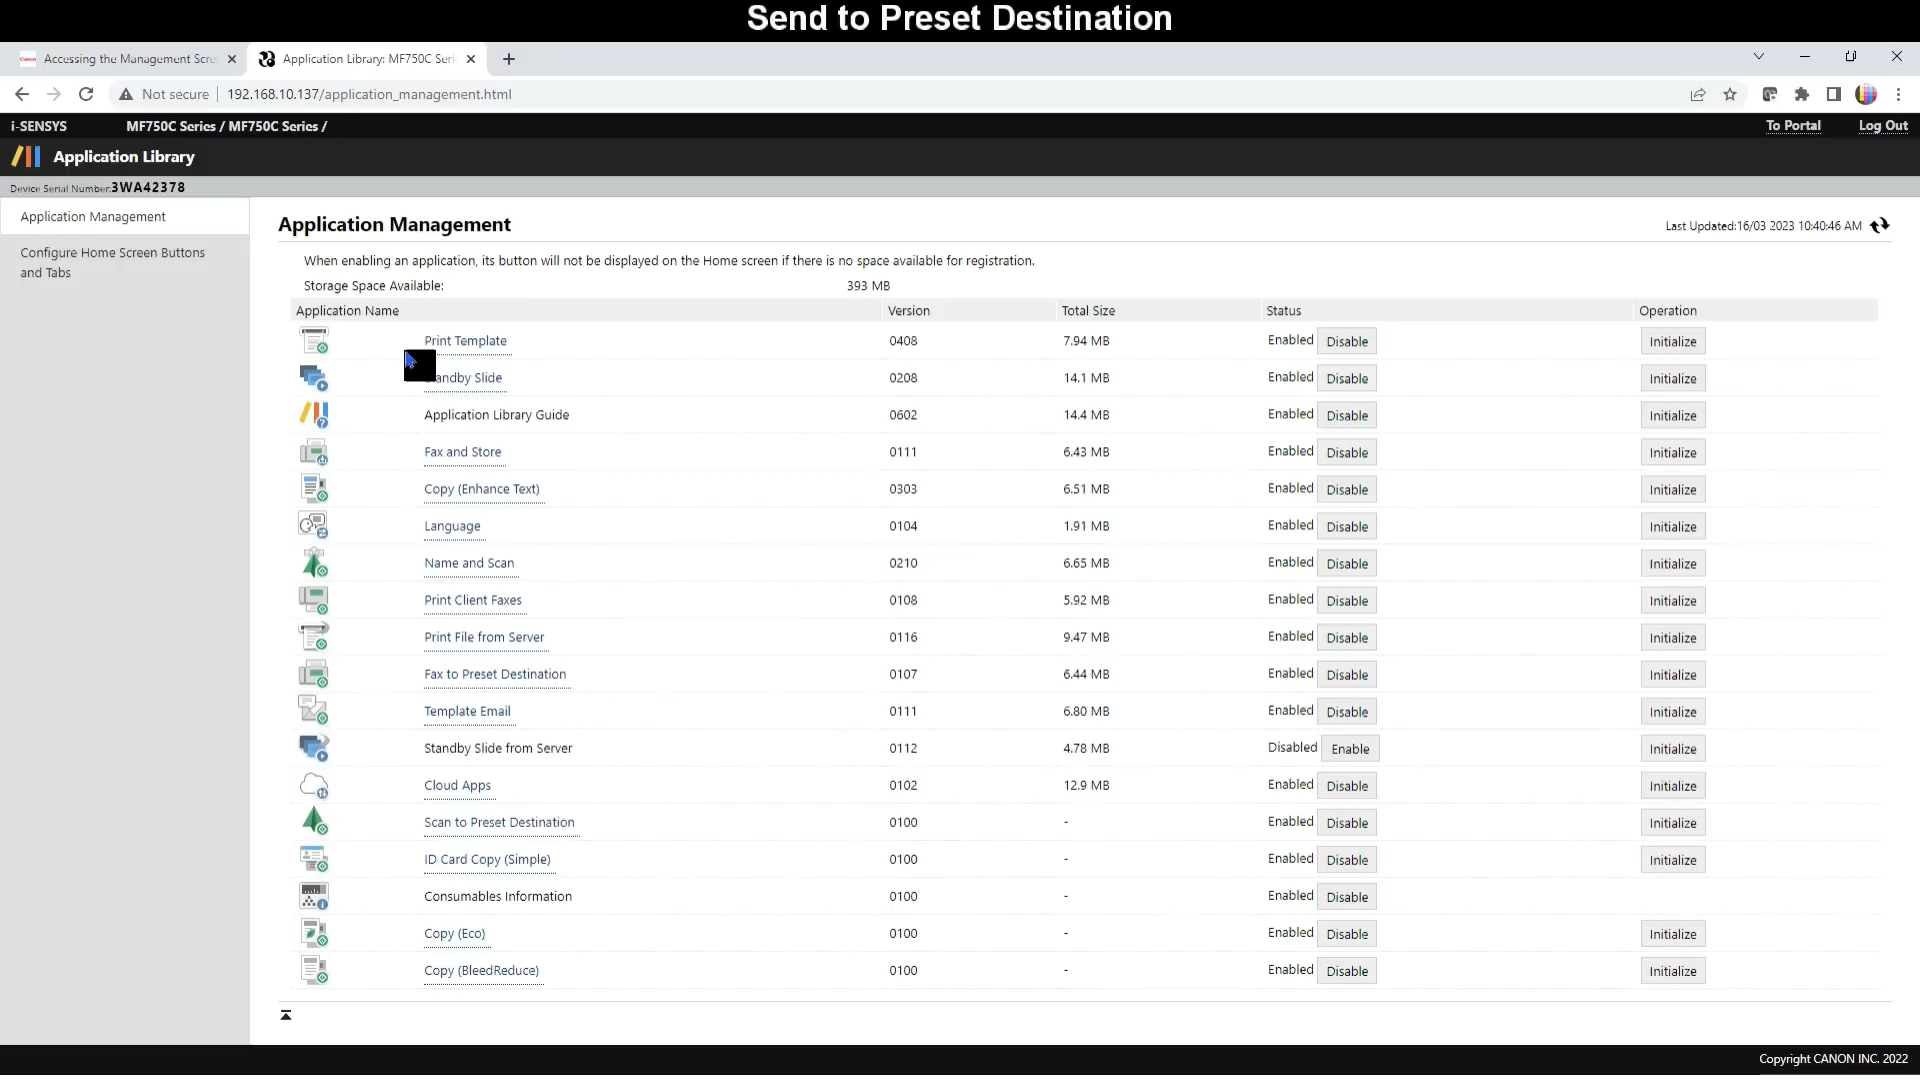 Send to Preset Destination
Accessing the Management Scre
Application Library: MF750C Seri
Not secure
192.168.10.137/application_management.html
i-SENSYS
MF750C Series / MF750C Series /
To Portal
Log Out
Application Library
Device Serial Number:3WA42378
Application Management
Configure Home Screen Buttons
and Tabs
Application Management
Last Updated:16/03 2023 10:40:46 AM
When enabling an application, its button will not be displayed on the Home screen if there is no space available for registration.
Storage Space Available: 393 MB
Application Name Version Total Size Status Operation
Print Template 0408 7.94 MB Enabled Disable Initialize
andby Slide 0208 14.1 MB Enabled Disable Initialize
Application Library Guide 0602 14.4 MB Enabled Disable Initialize
Fax and Store 0111 6.43 MB Enabled Disable Initialize
Copy (Enhance Text) 0303 6.51 MB Enabled Disable Initialize
Language 0104 1.91 MB Enabled Disable Initialize
Name and Scan 0210 6.65 MB Enabled Disable Initialize
Print Client Faxes 0108 5.92 MB Enabled Disable Initialize
Print File from Server 0116 9.47 MB Enabled Disable Initialize
Fax to Preset Destination 0107 6.44 MB Enabled Disable Initialize
Template Email 0111 6.80 MB Enabled Disable Initialize
Standby Slide from Server 0112 4.78 MB Disabled Enable Initialize
Cloud Apps 0102 12.9 MB Enabled Disable Initialize
Scan to Preset Destination 0100 - Enabled Disable Initialize
ID Card Copy (Simple) 0100 - Enabled Disable Initialize
Consumables Information 0100 - Enabled Disable
Copy (Eco) 0100 - Enabled Disable Initialize
Copy (BleedReduce) 0100 - Enabled Disable Initialize
Copyright CANON INC. 2022